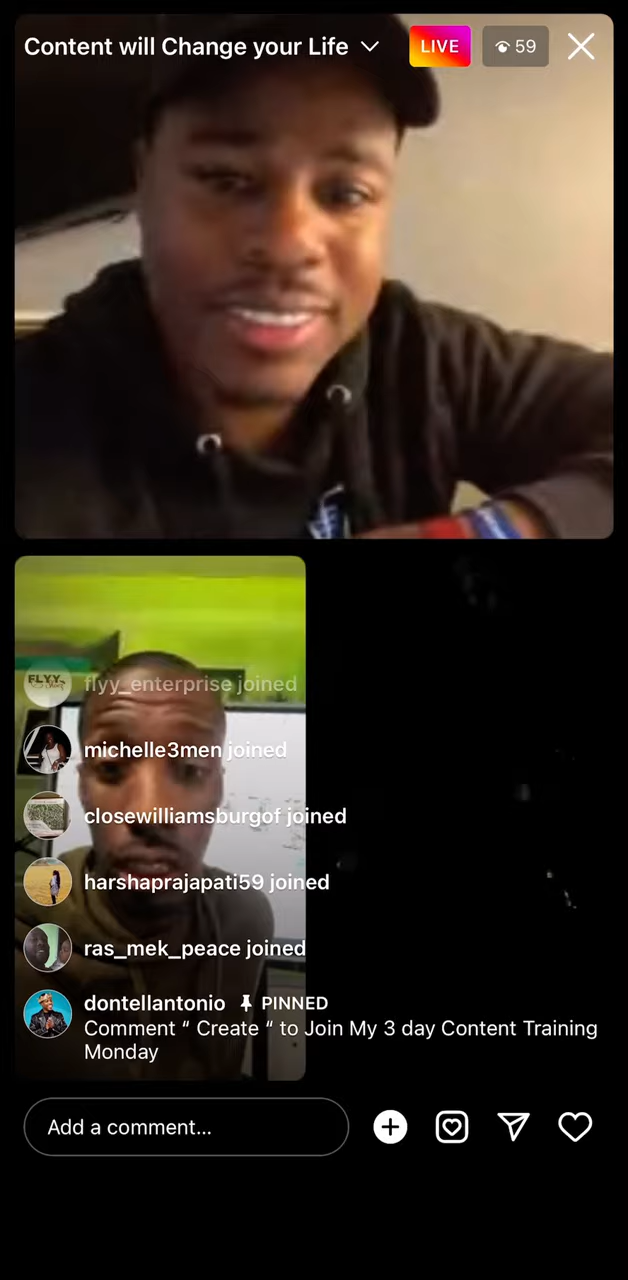 Content will Change your Life
LIVE
59
FLYY
flyy_enterprise joined
michelle3men joined
closewilliamsburgof joined
harshaprajapati59 joined
ras_mek_peace joined
dontellantonio PINNED
Comment “ Create “ to Join My 3 day Content Training
Monday
Add a comment...